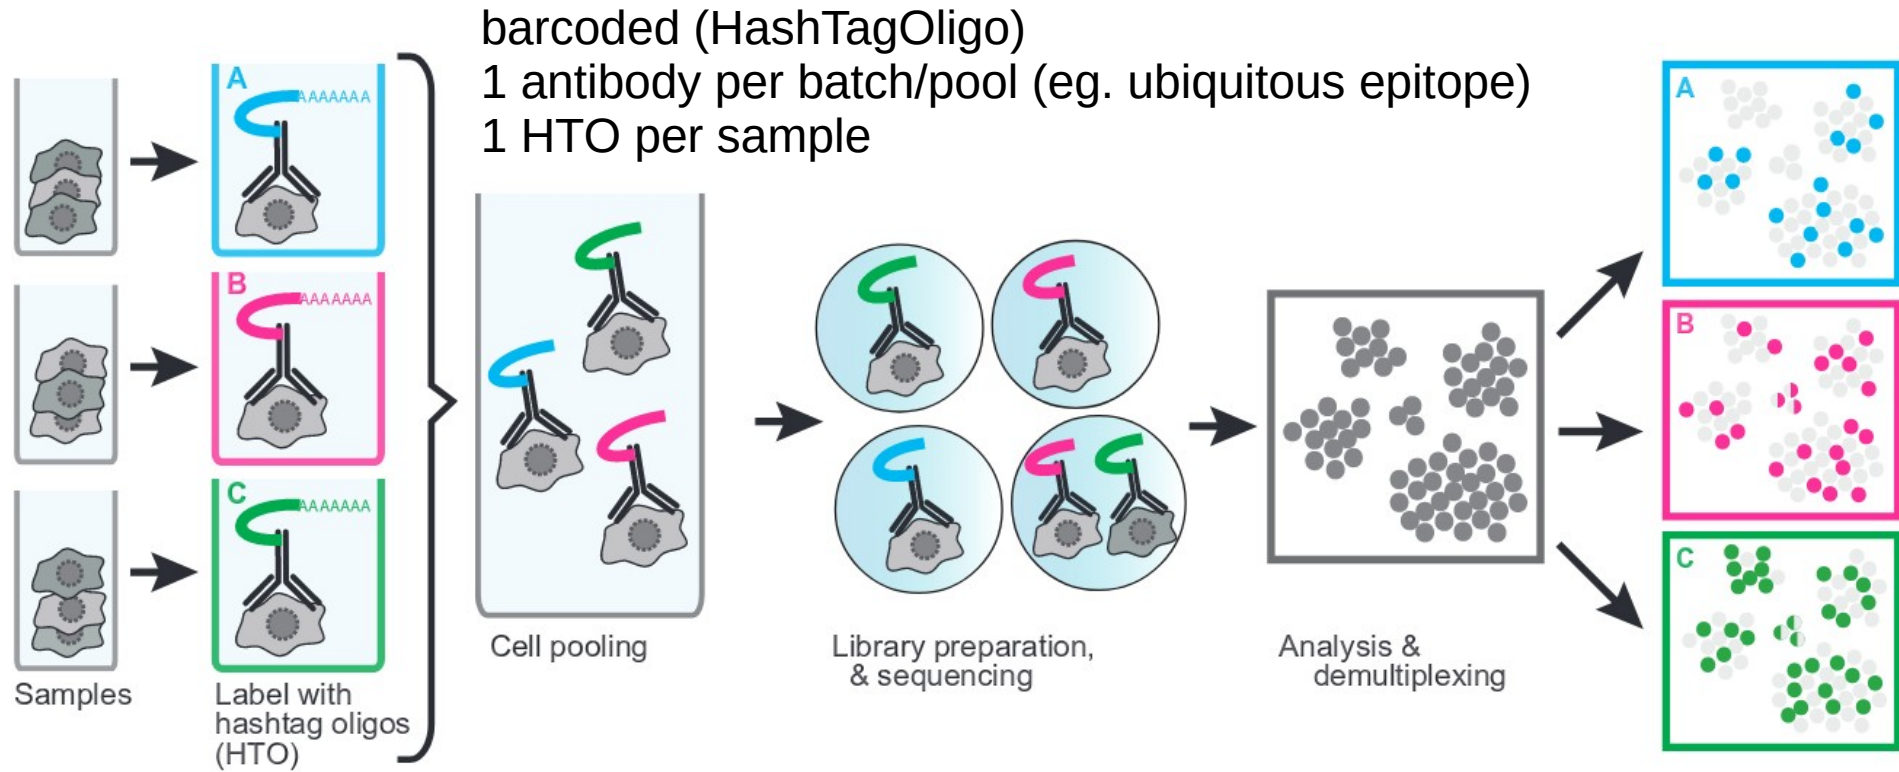 barcoded (HashTagOligo)
1 antibody per batch/pool (eg. ubiquitous epitope)
1 HTO per sample
A
AAAAAAA
B
AAAAAAA
C
AAAAAAA
Samples
Label with
hashtag oligos
(HTO)
Cell pooling
Library preparation,
& sequencing
Analysis &
demultiplexing
A
B
C